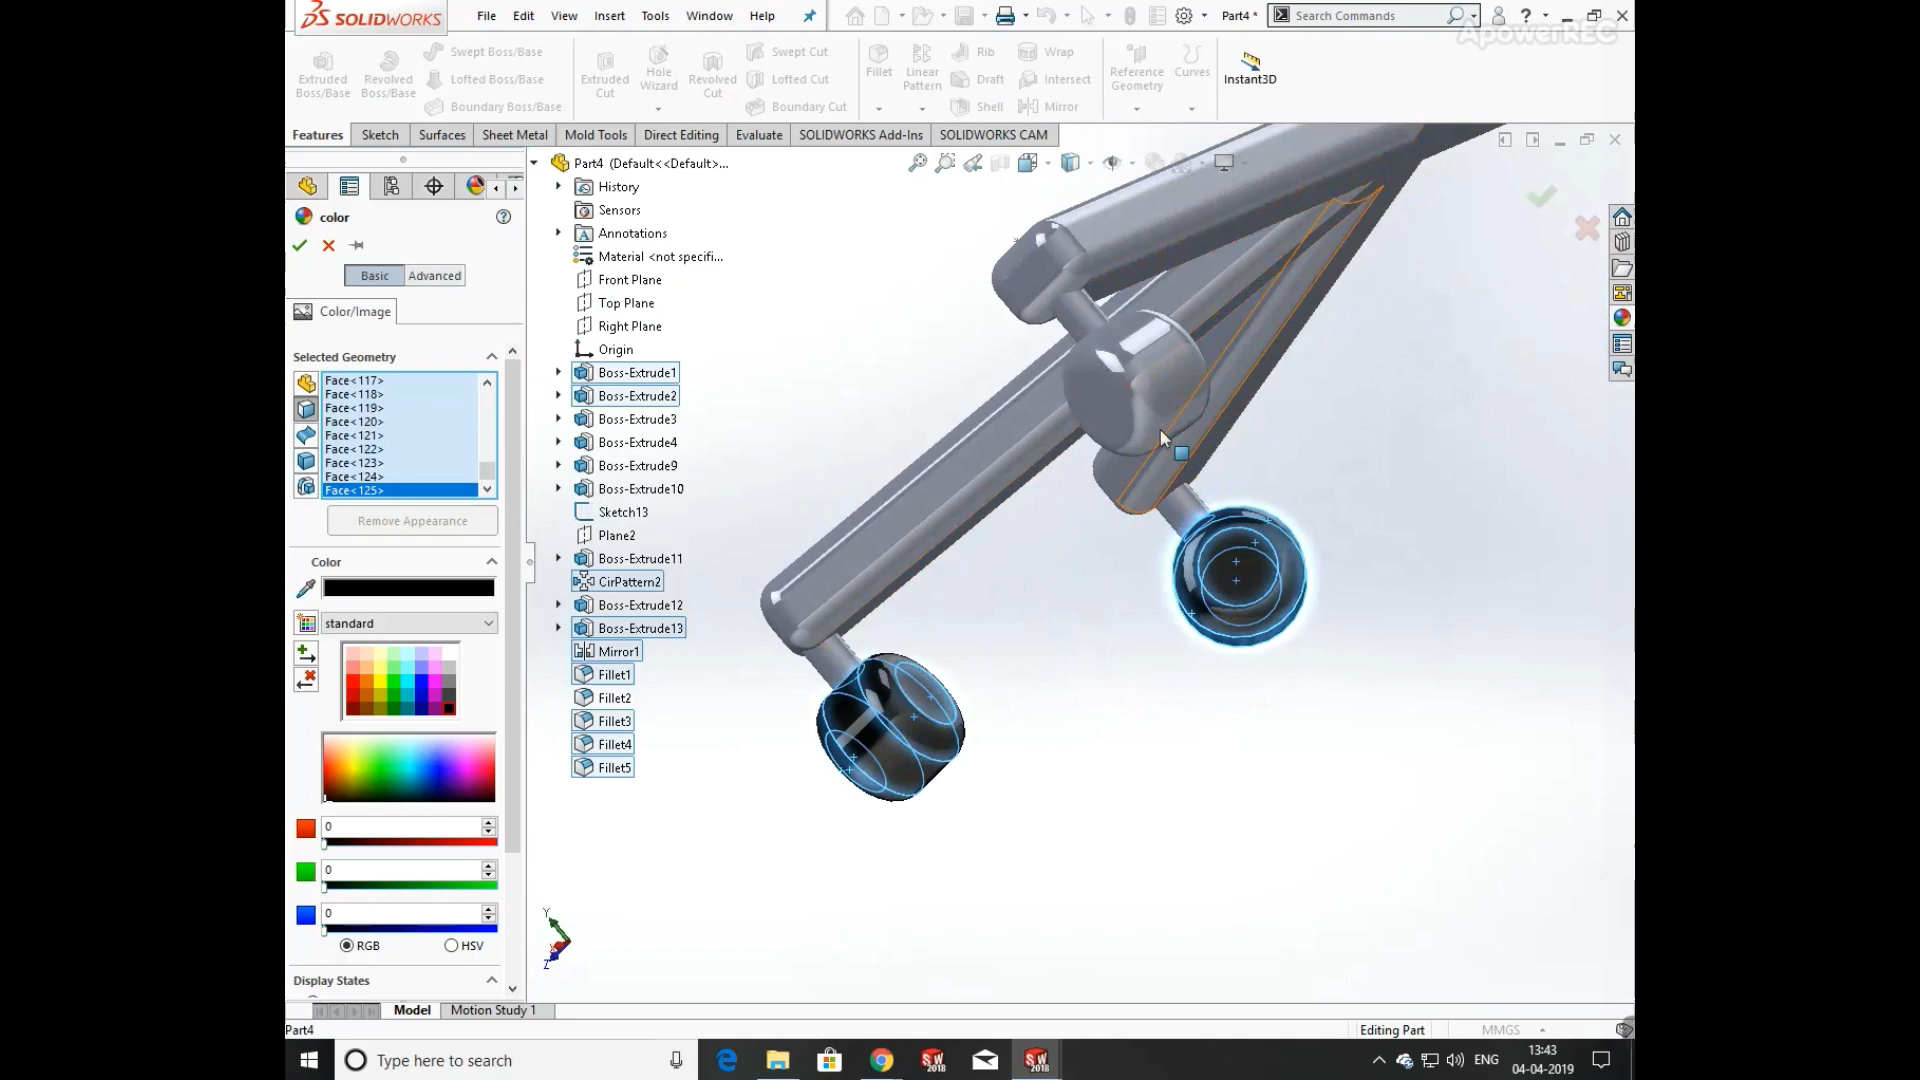 SOLIDWORKS
File Edit View Insert Tools Window Help
Part4 *
Search Commands
ApowerREC
Extruded Boss/Base
Revolved Boss/Base
Swept Boss/Base
Lofted Boss/Base
Boundary Boss/Base
Extruded Cut
Hole Wizard
Revolved Cut
Swept Cut
Lofted Cut
Boundary Cut
Fillet
Linear Pattern
Rib
Draft
Shell
Wrap
Intersect
Mirror
Reference Geometry
Curves
Instant3D
Features Sketch Surfaces Sheet Metal Mold Tools Direct Editing Evaluate SOLIDWORKS Add-Ins SOLIDWORKS CAM
color
Basic Advanced
Color/Image
Selected Geometry
Face<117>
Face<118>
Face<119>
Face<120>
Face<121>
Face<122>
Face<123>
Face<124>
Face<125>
Remove Appearance
Color
standard
0
0
0
RGB HSV
Display States
Part4 (Default<<Default>...
History
Sensors
Annotations
Material <not specifi...
Front Plane
Top Plane
Right Plane
Origin
Boss-Extrude1
Boss-Extrude2
Boss-Extrude3
Boss-Extrude4
Boss-Extrude9
Boss-Extrude10
Sketch13
Plane2
Boss-Extrude11
CirPattern2
Boss-Extrude12
Boss-Extrude13
Mirror1
Fillet1
Fillet2
Fillet3
Fillet4
Fillet5
Y
Z
Model Motion Study 1
Part4
Editing Part
MMGS
Type here to search
SW 2018
SW 2018
ENG
13:43
04-04-2019